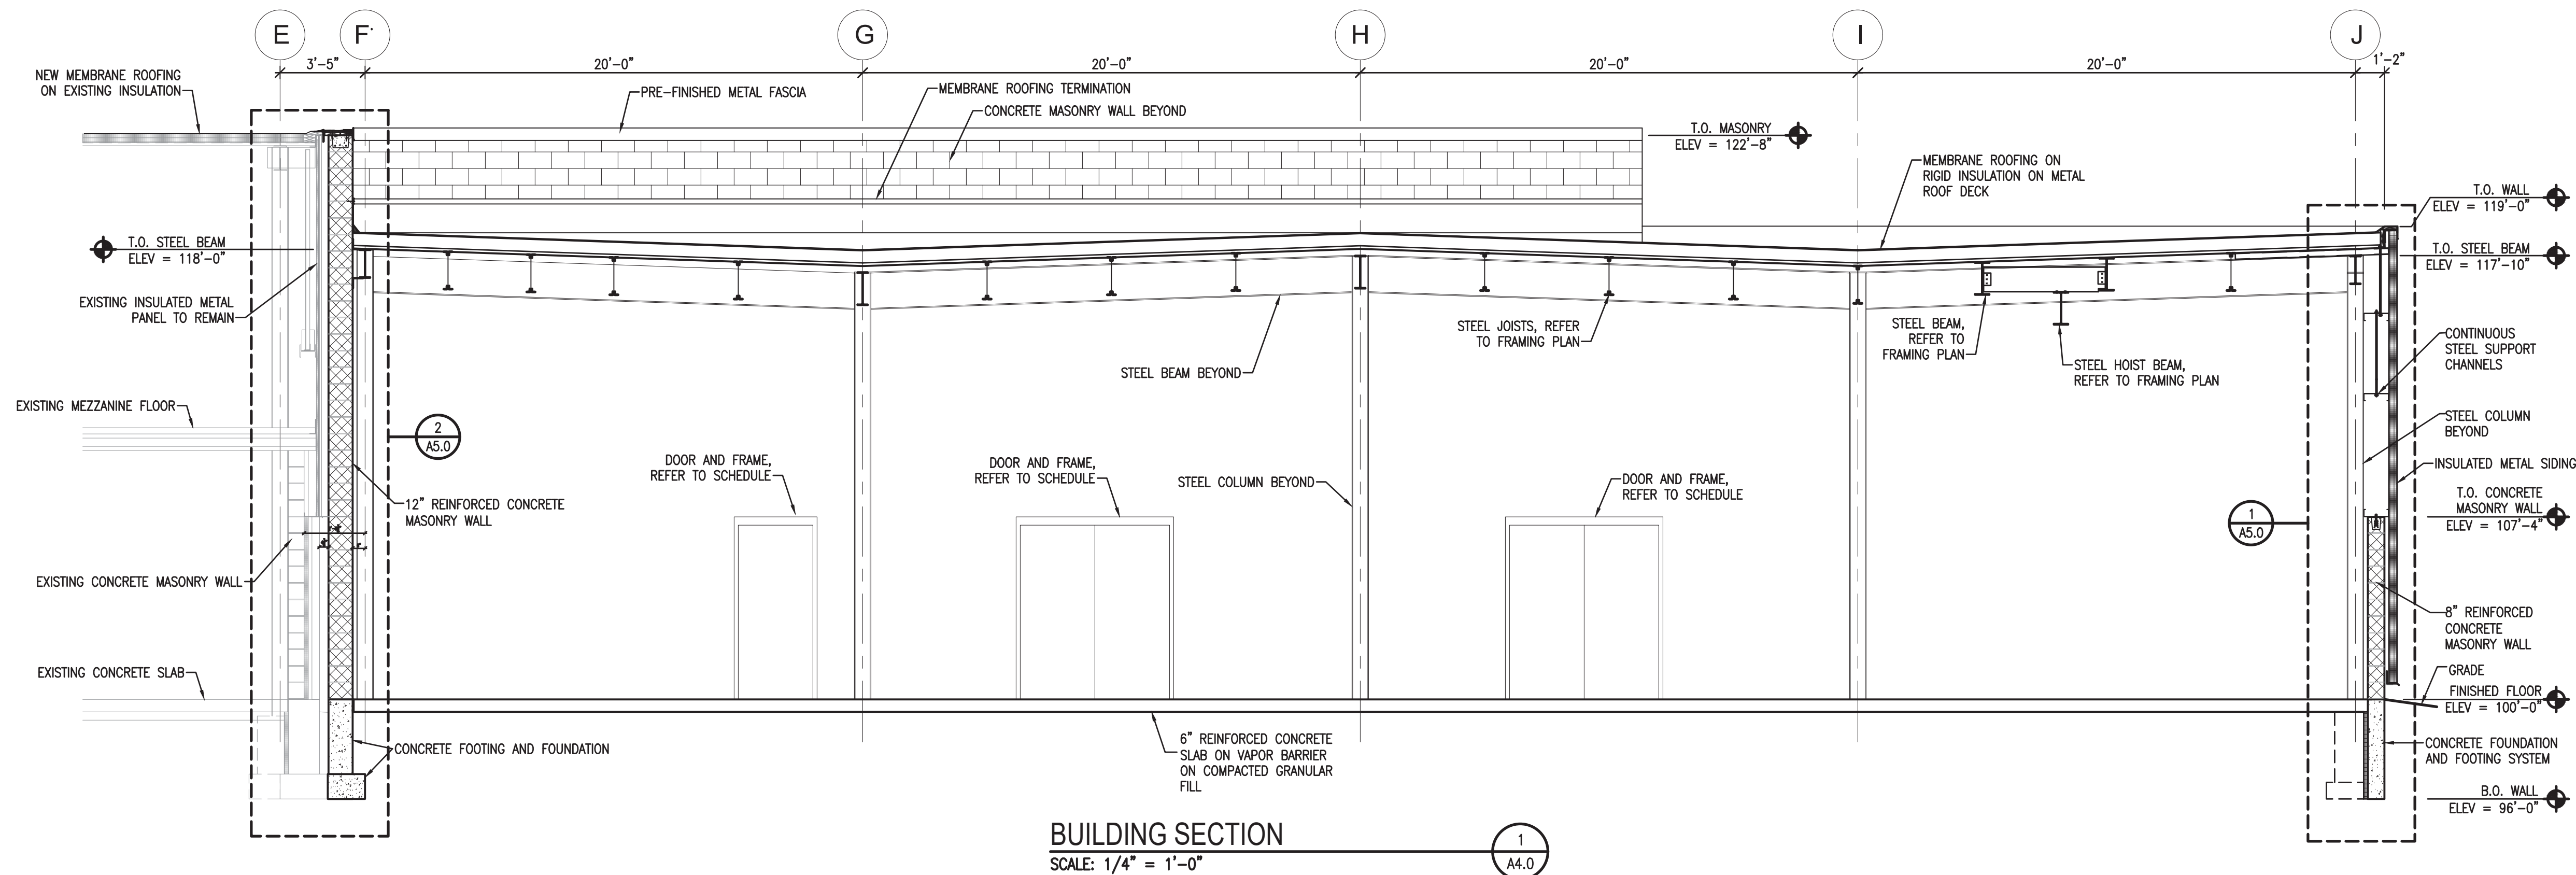 E
F
G
H
I
J
3'-5"
20'-0"
20'-0"
20'-0"
20'-0"
1'-2"
NEW MEMBRANE ROOFING
ON EXISTING INSULATION
PRE-FINISHED METAL FASCIA
MEMBRANE ROOFING TERMINATION
CONCRETE MASONRY WALL BEYOND
T.O. MASONRY
ELEV = 122'-8"
MEMBRANE ROOFING ON
RIGID INSULATION ON METAL
ROOF DECK
T.O. WALL
ELEV = 119'-0"
T.O. STEEL BEAM
ELEV = 118'-0"
T.O. STEEL BEAM
ELEV = 117'-10"
EXISTING INSULATED METAL
PANEL TO REMAIN
STEEL JOISTS, REFER
TO FRAMING PLAN
STEEL BEAM,
REFER TO
FRAMING PLAN
STEEL HOIST BEAM,
REFER TO FRAMING PLAN
CONTINUOUS
STEEL SUPPORT
CHANNELS
STEEL BEAM BEYOND
EXISTING MEZZANINE FLOOR
2
A5.0
STEEL COLUMN
BEYOND
DOOR AND FRAME,
REFER TO SCHEDULE
DOOR AND FRAME,
REFER TO SCHEDULE
STEEL COLUMN BEYOND
DOOR AND FRAME,
REFER TO SCHEDULE
INSULATED METAL SIDING
12" REINFORCED CONCRETE
MASONRY WALL
T.O. CONCRETE
MASONRY WALL
ELEV = 107'-4"
1
A5.0
EXISTING CONCRETE MASONRY WALL
8" REINFORCED
CONCRETE
MASONRY WALL
EXISTING CONCRETE SLAB
GRADE
FINISHED FLOOR
ELEV = 100'-0"
CONCRETE FOOTING AND FOUNDATION
6" REINFORCED CONCRETE
SLAB ON VAPOR BARRIER
ON COMPACTED GRANULAR
FILL
CONCRETE FOUNDATION
AND FOOTING SYSTEM
B.O. WALL
ELEV = 96'-0"
BUILDING SECTION
SCALE: 1/4" = 1'-0"
1
A4.0